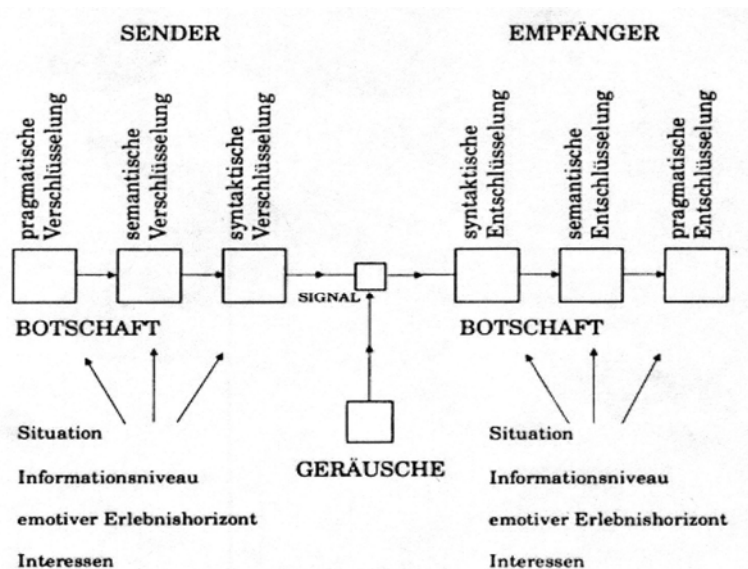 SENDER
EMPFÄNGER
pragmatische
Verschlüsselung
semantische
Verschlüsselung
syntaktische
Verschlüsselung
syntaktische
Entschlüsselung
semantische
Entschlüsselung
pragmatische
Entschlüsselung
SIGNAL
BOTSCHAFT
BOTSCHAFT
GERÄUSCHE
Situation
Informationsniveau
emotiver Erlebnishorizont
Interessen
Situation
Informationsniveau
emotiver Erlebnishorizont
Interessen